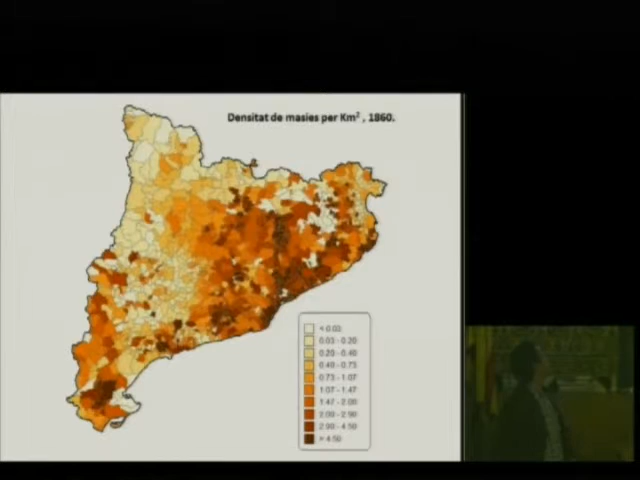 Densitat de masies per Km², 1860.
< 0.03
0.03 - 0.20
0.20 - 0.40
0.40 - 0.73
0.73 - 1.07
1.07 - 1.47
1.47 - 2.00
2.00 - 2.90
2.90 - 4.50
> 4.50